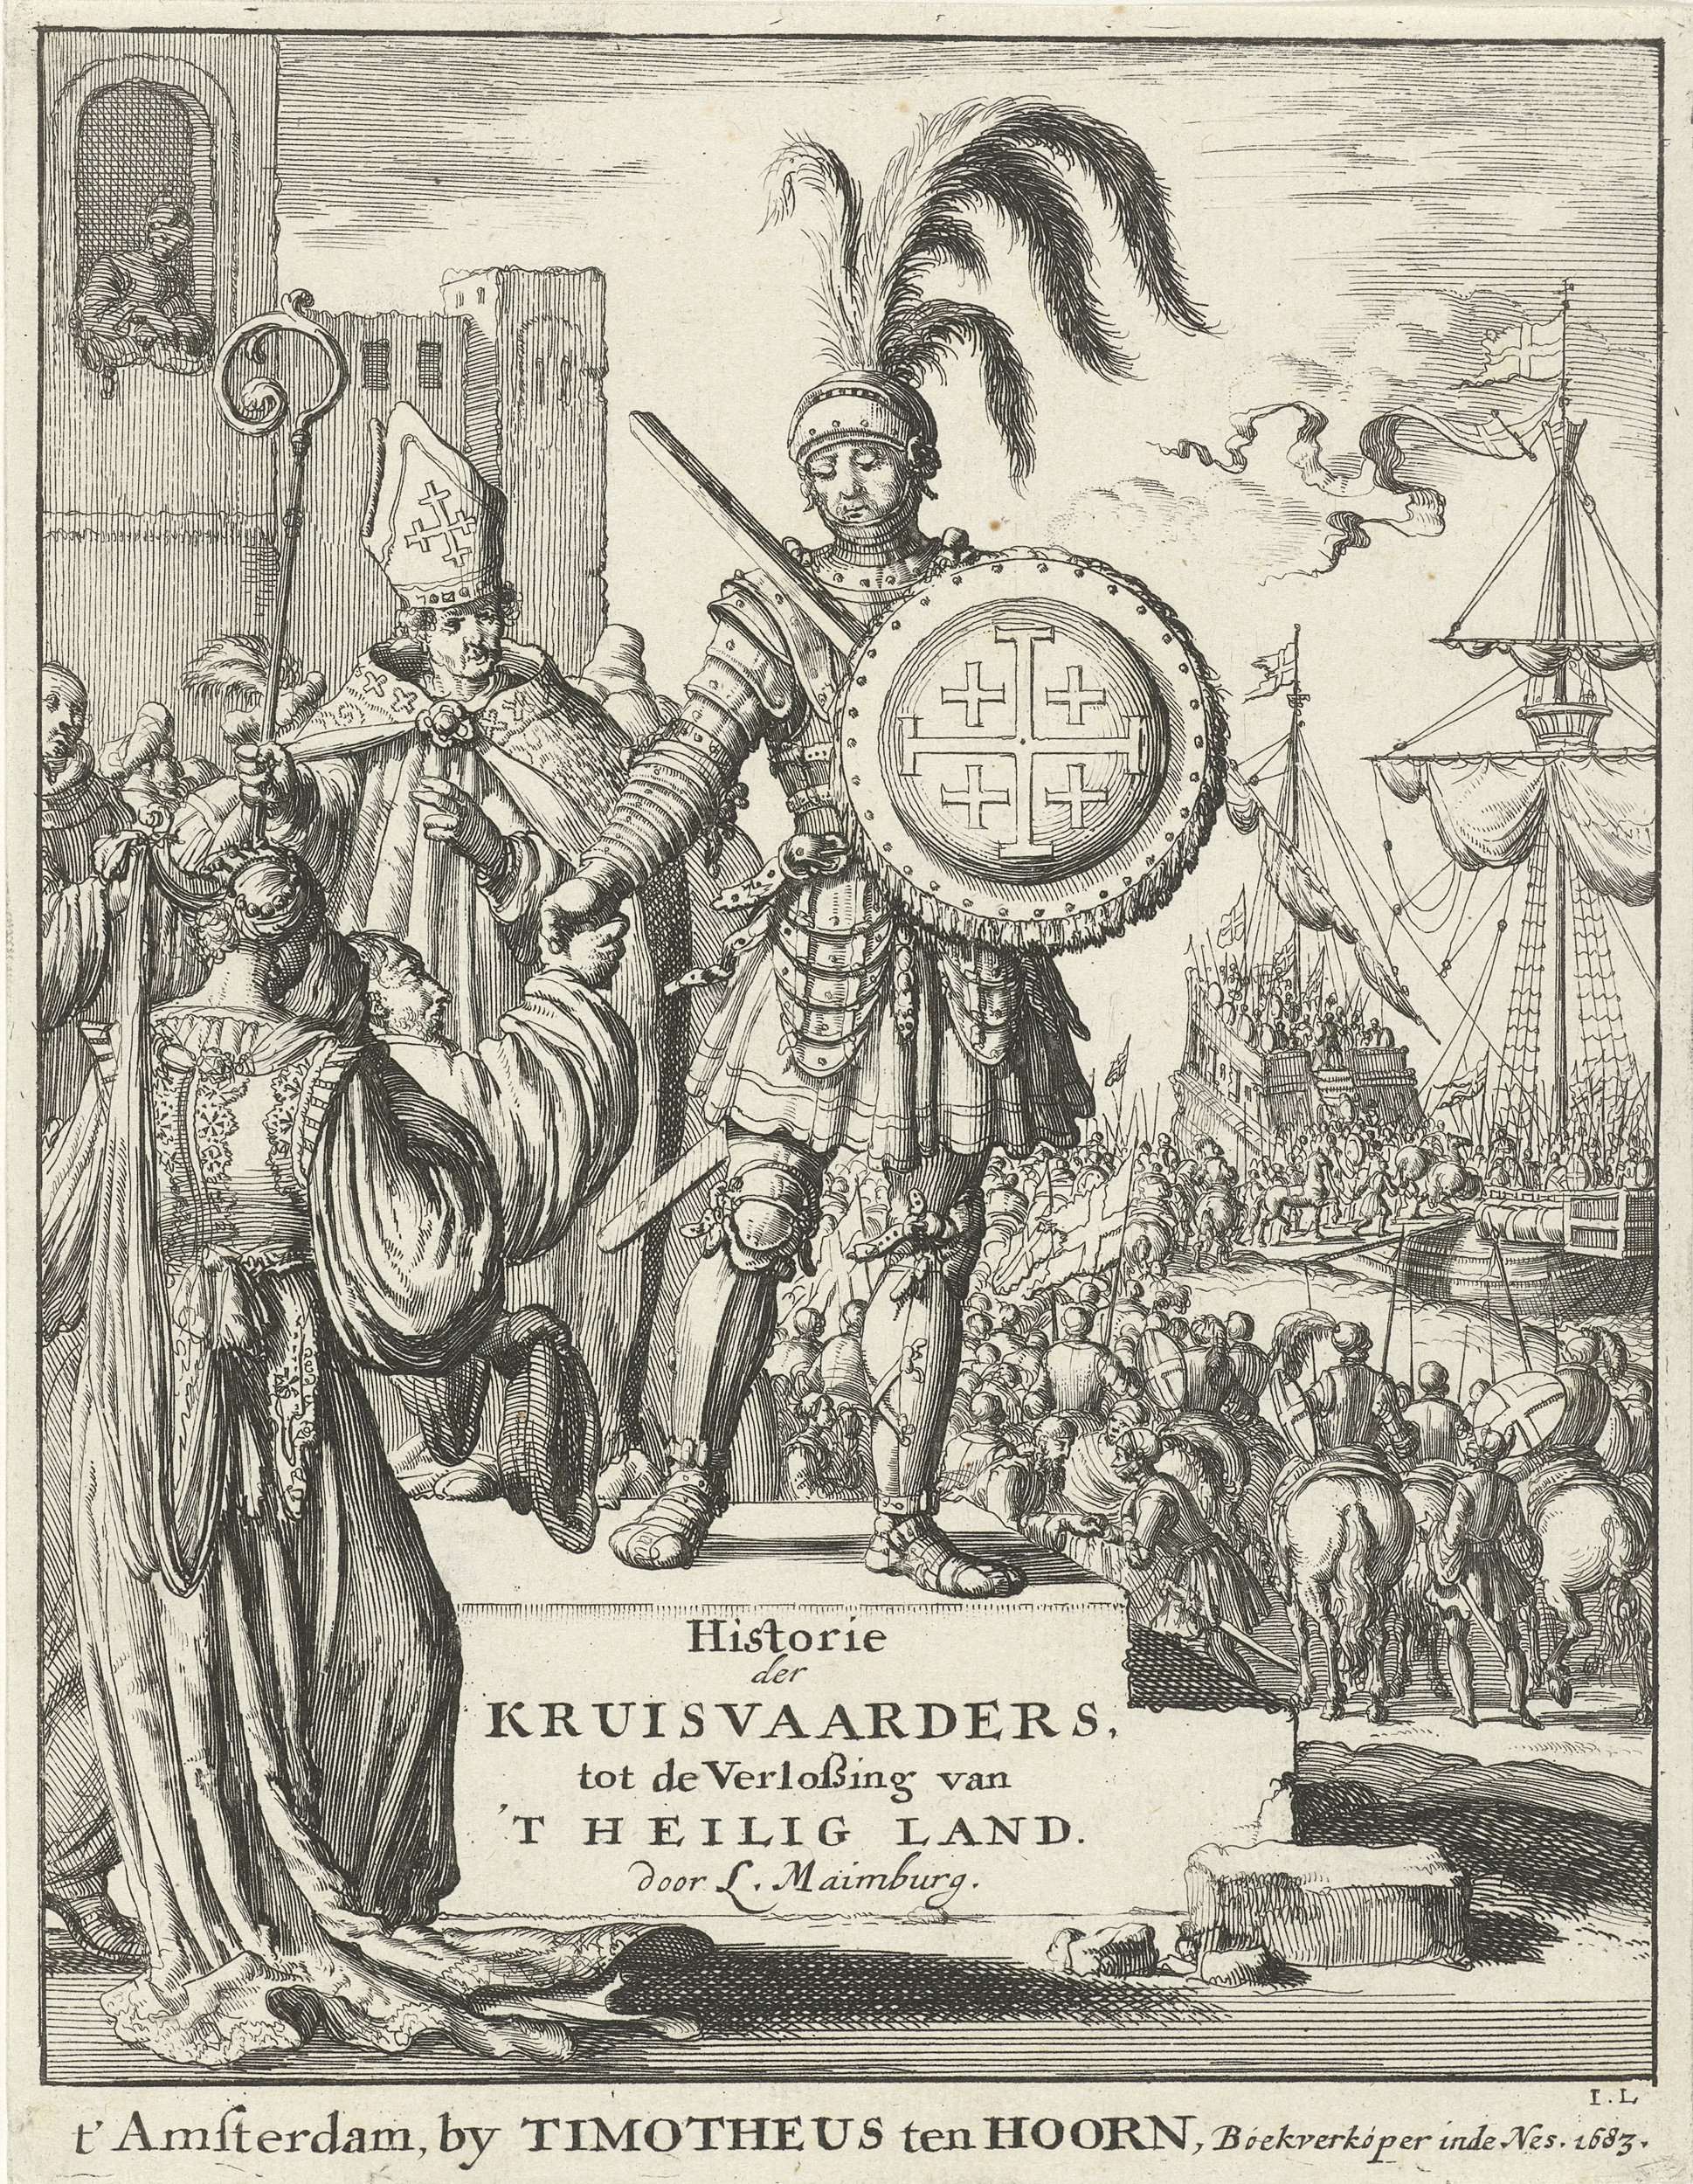 Historie
der
KRUISVAARDERS,
tot de Verloßing van
'T HEILIG LAND.
door L. Maimburg.
I. L
t' Amſterdam, by TIMOTHEUS ten HOORN, Boekverkóper inde Nes. 1683.